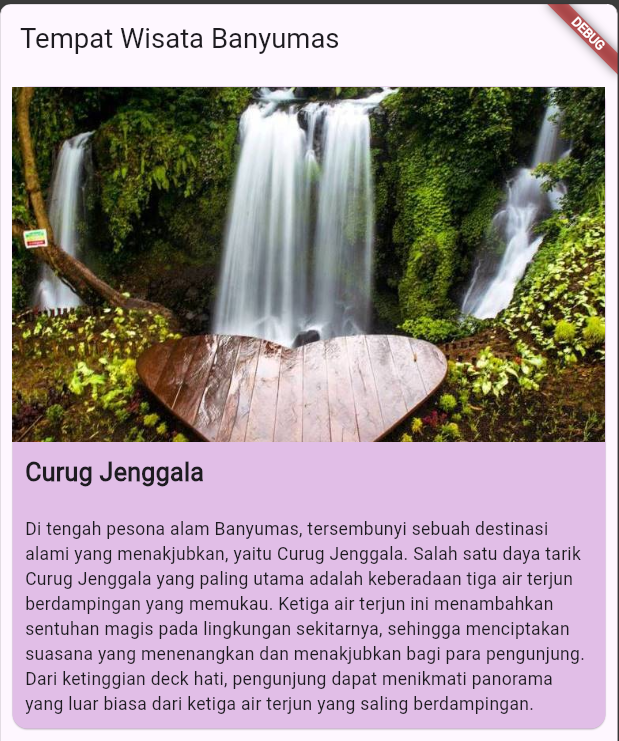 Tempat Wisata Banyumas
DEBUG
Curug Jenggala
Di tengah pesona alam Banyumas, tersembunyi sebuah destinasi
alami yang menakjubkan, yaitu Curug Jenggala. Salah satu daya tarik
Curug Jenggala yang paling utama adalah keberadaan tiga air terjun
berdampingan yang memukau. Ketiga air terjun ini menambahkan
sentuhan magis pada lingkungan sekitarnya, sehingga menciptakan
suasana yang menenangkan dan menakjubkan bagi para pengunjung.
Dari ketinggian deck hati, pengunjung dapat menikmati panorama
yang luar biasa dari ketiga air terjun yang saling berdampingan.